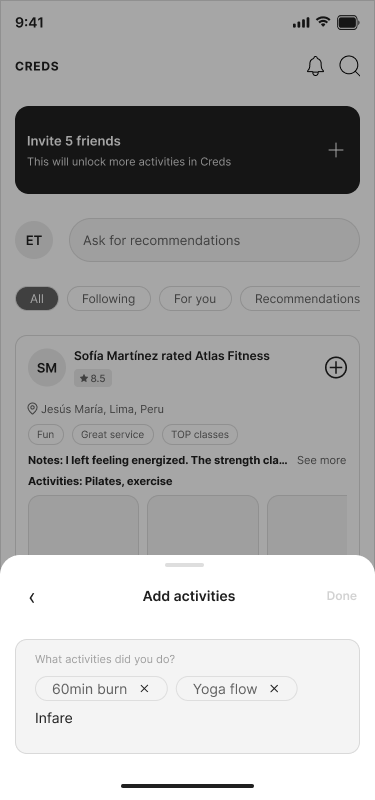 9:41
CREDS
Invite 5 friends
This will unlock more activities in Creds
ET
Ask for recommendations
All
Following
For you
Recommendations
SM
Sofía Martínez rated Atlas Fitness
8.5
Jesús María, Lima, Peru
Fun
Great service
TOP classes
Notes: I left feeling energized. The strength cla... See more
Activities: Pilates, exercise
Add activities
Done
What activities did you do?
60min burn
Yoga flow
Infare